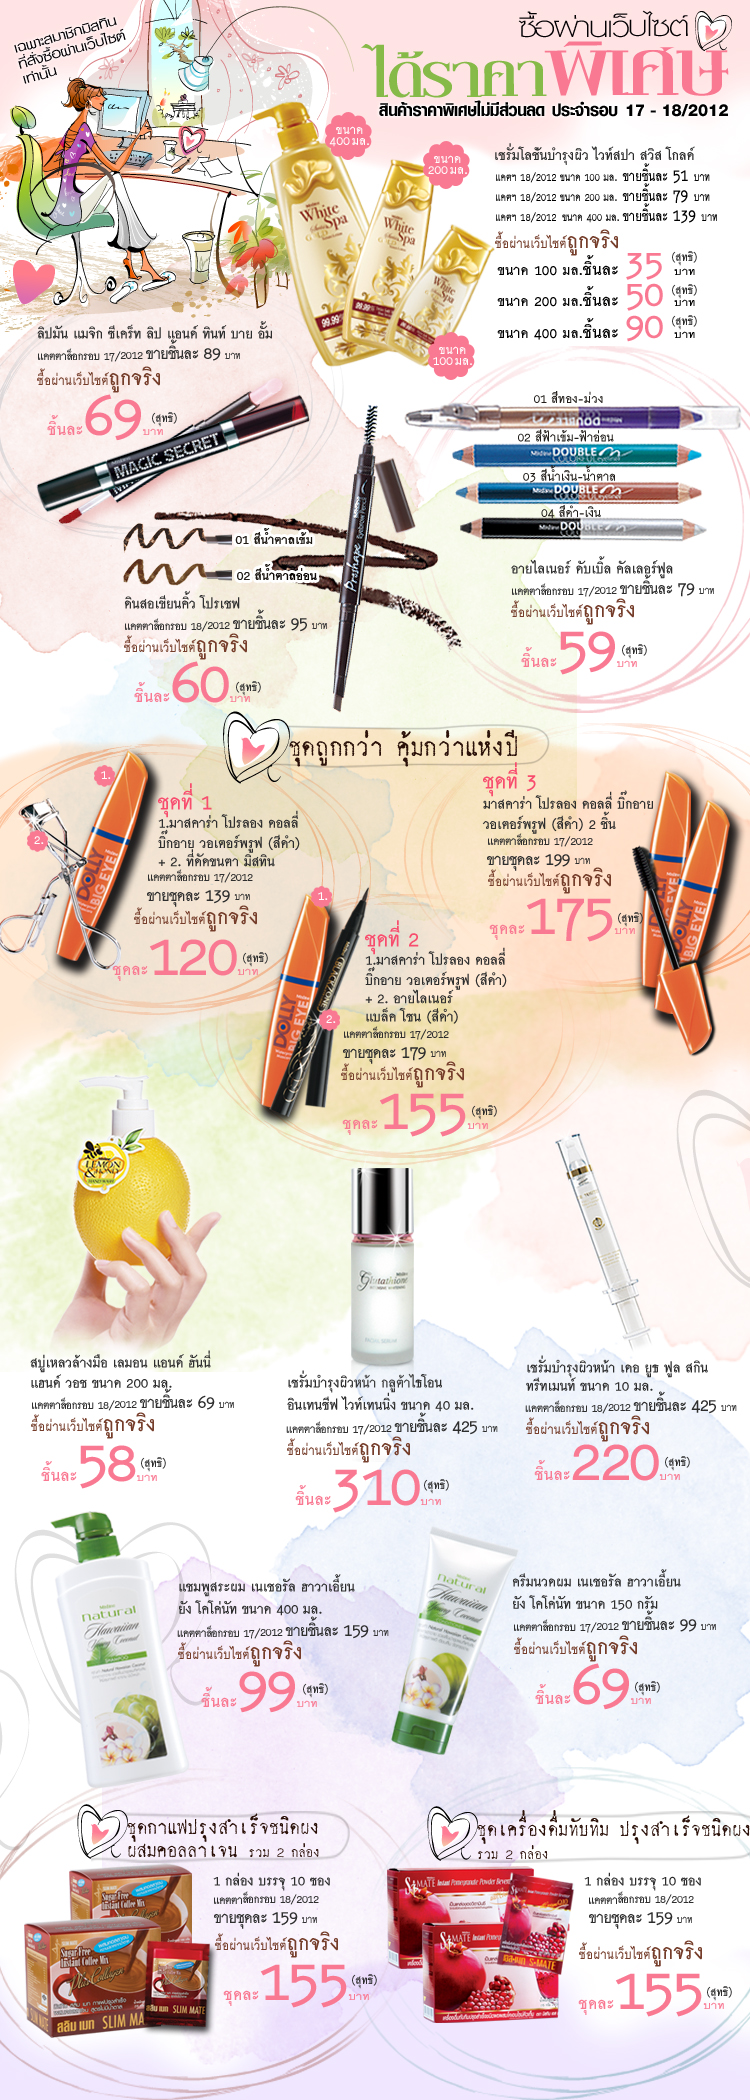 เฉพาะสมาชิกมิสทิน
ที่สั่งซื้อผ่านเว็บไซต์
เท่านั้น
ซื้อผ่านเว็บไซต์
ได้ราคาพิเศษ
สินค้าราคาพิเศษไม่มีส่วนลด ประจำรอบ 17 - 18/2012
ขนาด
400 มล.
ขนาด
200 มล.
ขนาด
100 มล.
White
Spa
เซรั่มโลชั่นบำรุงผิว ไวท์สปา สวิส โกลด์
แคตฯ 18/2012 ขนาด 100 มล. ขายชิ้นละ 51 บาท
แคตฯ 18/2012 ขนาด 200 มล. ขายชิ้นละ 79 บาท
แคตฯ 18/2012 ขนาด 400 มล. ขายชิ้นละ 139 บาท
ซื้อผ่านเว็บไซต์ถูกจริง
ขนาด 100 มล.ชิ้นละ 35 (สุทธิ) บาท
ขนาด 200 มล.ชิ้นละ 50 (สุทธิ) บาท
ขนาด 400 มล.ชิ้นละ 90 (สุทธิ) บาท
ลิปมัน แมจิก ซีเคร็ท ลิป แอนด์ ทินท์ บาย อั้ม
แคตตาล็อกรอบ 17/2012 ขายชิ้นละ 89 บาท
ซื้อผ่านเว็บไซต์ถูกจริง
ชิ้นละ 69 (สุทธิ) บาท
MAGIC SECRET
01 สีทอง-ม่วง
02 สีฟ้าเข้ม-ฟ้าอ่อน
03 สีน้ำเงิน-น้ำตาล
04 สีดำ-เงิน
อายไลเนอร์ ดับเบิ้ล คัลเลอร์ฟูล
แคตตาล็อกรอบ 17/2012 ขายชิ้นละ 79 บาท
ซื้อผ่านเว็บไซต์ถูกจริง
ชิ้นละ 59 (สุทธิ) บาท
01 สีน้ำตาลเข้ม
02 สีน้ำตาลอ่อน
Proshape
ดินสอเขียนคิ้ว โปรเชฟ
แคตตาล็อกรอบ 18/2012 ขายชิ้นละ 95 บาท
ซื้อผ่านเว็บไซต์ถูกจริง
ชิ้นละ 60 (สุทธิ) บาท
ชุดถูกกว่า คุ้มกว่าแห่งปี
1.
2.
DOLLY
BIG EYE
ชุดที่ 1
1.มาสคาร่า โปรลอง ดอลลี่
บิ๊กอาย วอเตอร์พรูฟ (สีดำ)
+ 2. ที่ดัดขนตา มิสทิน
แคตตาล็อกรอบ 17/2012
ขายชุดละ 139 บาท
ซื้อผ่านเว็บไซต์ถูกจริง
ชุดละ 120 (สุทธิ) บาท
ชุดที่ 3
มาสคาร่า โปรลอง ดอลลี่ บิ๊กอาย
วอเตอร์พรูฟ (สีดำ) 2 ชิ้น
แคตตาล็อกรอบ 17/2012
ขายชุดละ 199 บาท
ซื้อผ่านเว็บไซต์ถูกจริง
ชุดละ 175 (สุทธิ) บาท
DOLLY
BIG EYE
1.
2.
DOLLY
BIG EYE
ชุดที่ 2
1.มาสคาร่า โปรลอง ดอลลี่
บิ๊กอาย วอเตอร์พรูฟ (สีดำ)
+ 2. อายไลเนอร์
แบล็ค โซน (สีดำ)
แคตตาล็อกรอบ 17/2012
ขายชุดละ 179 บาท
ซื้อผ่านเว็บไซต์ถูกจริง
ชุดละ 155 (สุทธิ) บาท
LEMON
& HONEY
HAND WASH
สบู่เหลวล้างมือ เลมอน แอนด์ ฮันนี่
แฮนด์ วอช ขนาด 200 มล.
แคตตาล็อกรอบ 18/2012 ขายชิ้นละ 69 บาท
ซื้อผ่านเว็บไซต์ถูกจริง
ชิ้นละ 58 (สุทธิ) บาท
Glutathione
เซรั่มบำรุงผิวหน้า กลูต้าไธโอน
อินเทนซีฟ ไวท์เทนนิ่ง ขนาด 40 มล.
แคตตาล็อกรอบ 17/2012 ขายชิ้นละ 425 บาท
ซื้อผ่านเว็บไซต์ถูกจริง
ชิ้นละ 310 (สุทธิ) บาท
เซรั่มบำรุงผิวหน้า เดอ ยูธ ฟูล สกิน
ทรีทเมนท์ ขนาด 10 มล.
แคตตาล็อกรอบ 18/2012 ขายชิ้นละ 425 บาท
ซื้อผ่านเว็บไซต์ถูกจริง
ชิ้นละ 220 (สุทธิ) บาท
natural
Hawaiian
Young Coconut
แชมพูสระผม เนเชอรัล ฮาวาเอี้ยน
ยัง โคโค่นัท ขนาด 400 มล.
แคตตาล็อกรอบ 17/2012 ขายชิ้นละ 159 บาท
ซื้อผ่านเว็บไซต์ถูกจริง
ชิ้นละ 99 (สุทธิ) บาท
natural
Hawaiian
Young Coconut
ครีมนวดผม เนเชอรัล ฮาวาเอี้ยน
ยัง โคโค่นัท ขนาด 150 กรัม
แคตตาล็อกรอบ 17/2012 ขายชิ้นละ 99 บาท
ซื้อผ่านเว็บไซต์ถูกจริง
ชิ้นละ 69 (สุทธิ) บาท
ชุดกาแฟปรุงสำเร็จชนิดผง
ผสมคอลลาเจน รวม 2 กล่อง
1 กล่อง บรรจุ 10 ซอง
แคตตาล็อกรอบ 18/2012
ขายชุดละ 159 บาท
ซื้อผ่านเว็บไซต์ถูกจริง
ชุดละ 155 (สุทธิ) บาท
Sugar Free
Instant Coffee Mix
Plus Collagen
สลิม เมท SLIM MATE
ชุดเครื่องดื่มทับทิม ปรุงสำเร็จชนิดผง
รวม 2 กล่อง
1 กล่อง บรรจุ 10 ซอง
แคตตาล็อกรอบ 18/2012
ขายชุดละ 159 บาท
ซื้อผ่านเว็บไซต์ถูกจริง
ชุดละ 155 (สุทธิ) บาท
S-MATE